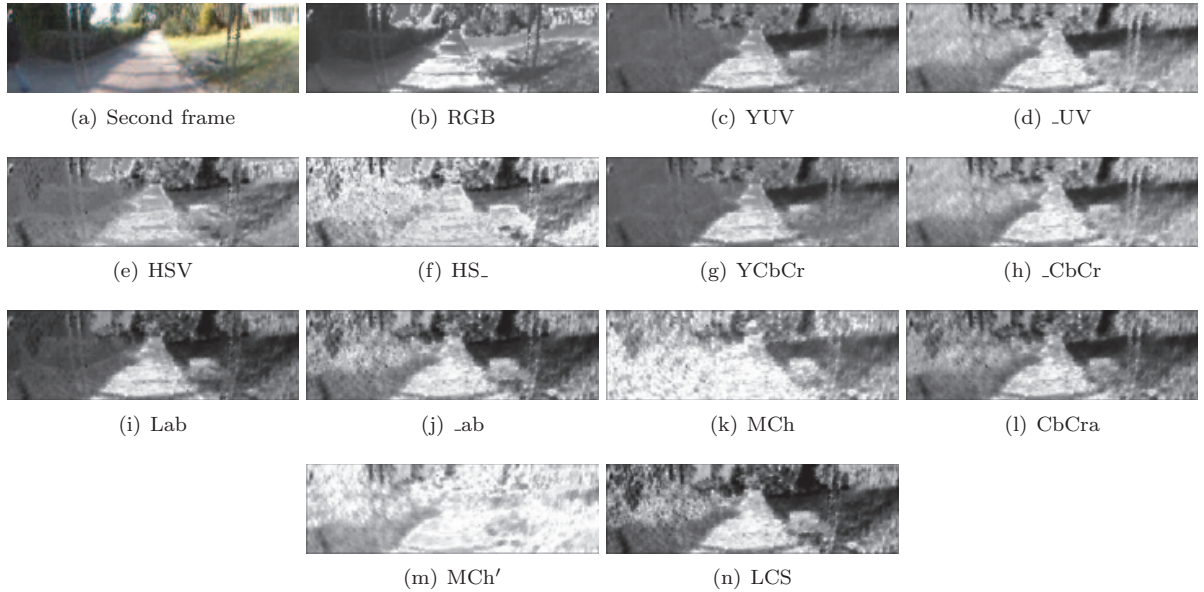 (a) Second frame
(b) RGB
(c) YUV
(d) _UV
(e) HSV
(f) HS_
(g) YCbCr
(h) _CbCr
(i) Lab
(j) _ab
(k) MCh
(l) CbCra
(m) MCh′
(n) LCS